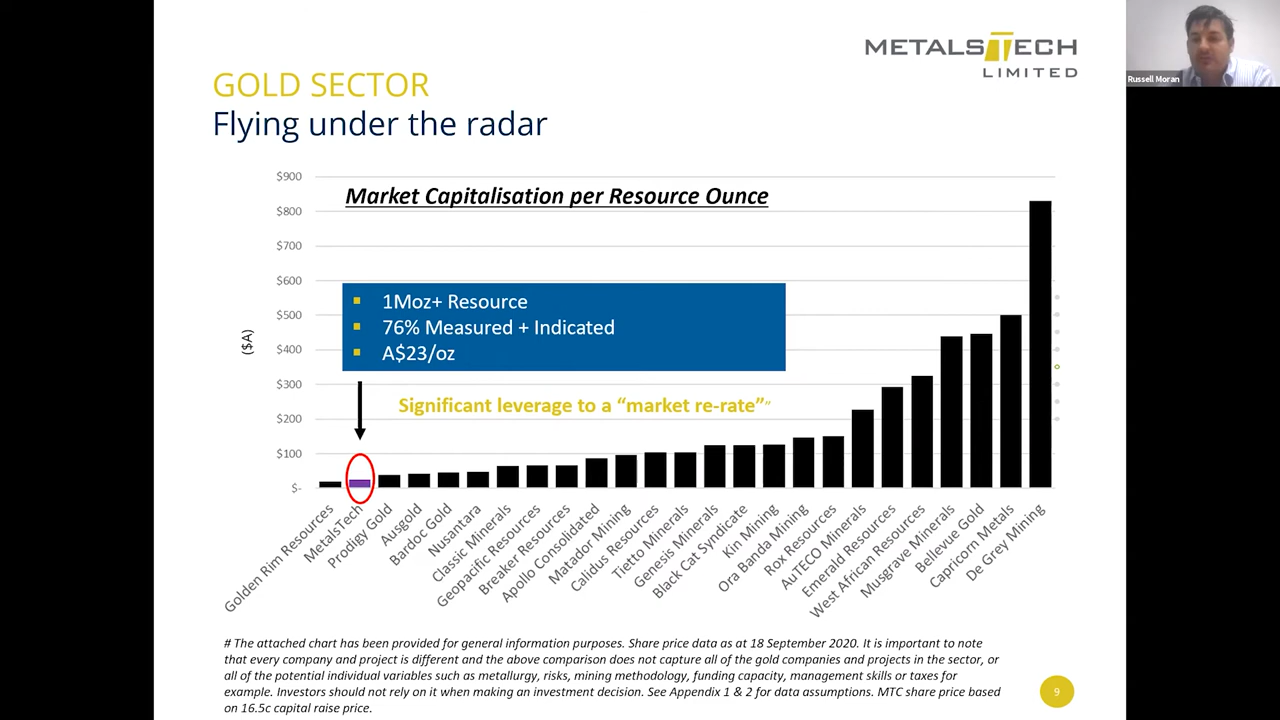 METALSTECH
LIMITED
Russell Moran
GOLD SECTOR
Flying under the radar
Market Capitalisation per Resource Ounce
($A)
$900
$800
$700
$600
$500
$400
$300
$200
$100
$-
1Moz+ Resource
76% Measured + Indicated
A$23/oz
Significant leverage to a “market re-rate””
Golden Rim Resources
MetalsTech
Prodigy Gold
Ausgold
Bardoc Gold
Nusantara
Classic Minerals
Geopacific Resources
Breaker Resources
Apollo Consolidated
Matador Mining
Calidus Resources
Tietto Minerals
Genesis Minerals
Black Cat Syndicate
Kin Mining
Ora Banda Mining
Rox Resources
AuTECO Minerals
Emerald Resources
West African Resources
Musgrave Minerals
Bellevue Gold
Capricorn Metals
De Grey Mining
# The attached chart has been provided for general information purposes. Share price data as at 18 September 2020. It is important to note
that every company and project is different and the above comparison does not capture all of the gold companies and projects in the sector, or
all of the potential individual variables such as metallurgy, risks, mining methodology, funding capacity, management skills or taxes for
example. Investors should not rely on it when making an investment decision. See Appendix 1 & 2 for data assumptions. MTC share price based
on 16.5c capital raise price.
9